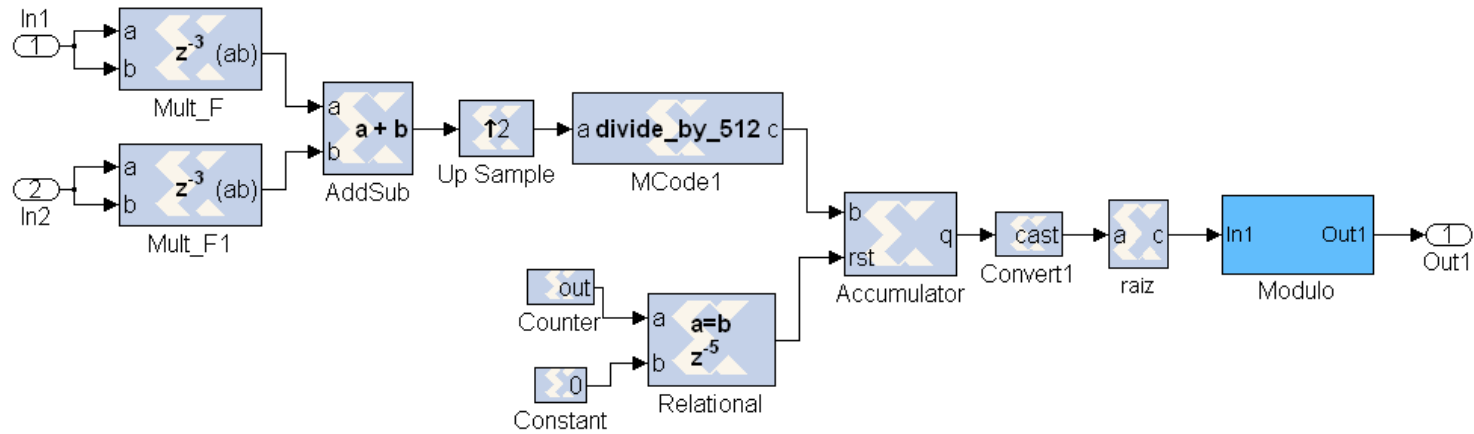 In1
1
a
b
z-3
(ab)
Mult_F
2
In2
a
b
z-3
(ab)
Mult_F1
a
b
a + b
AddSub
↑2
Up Sample
a divide_by_512 c
MCode1
out
Counter
0
Constant
a
b
a=b
z-5
Relational
b
rst
q
Accumulator
cast
Convert1
a c
raiz
In1 Out1
Modulo
1
Out1